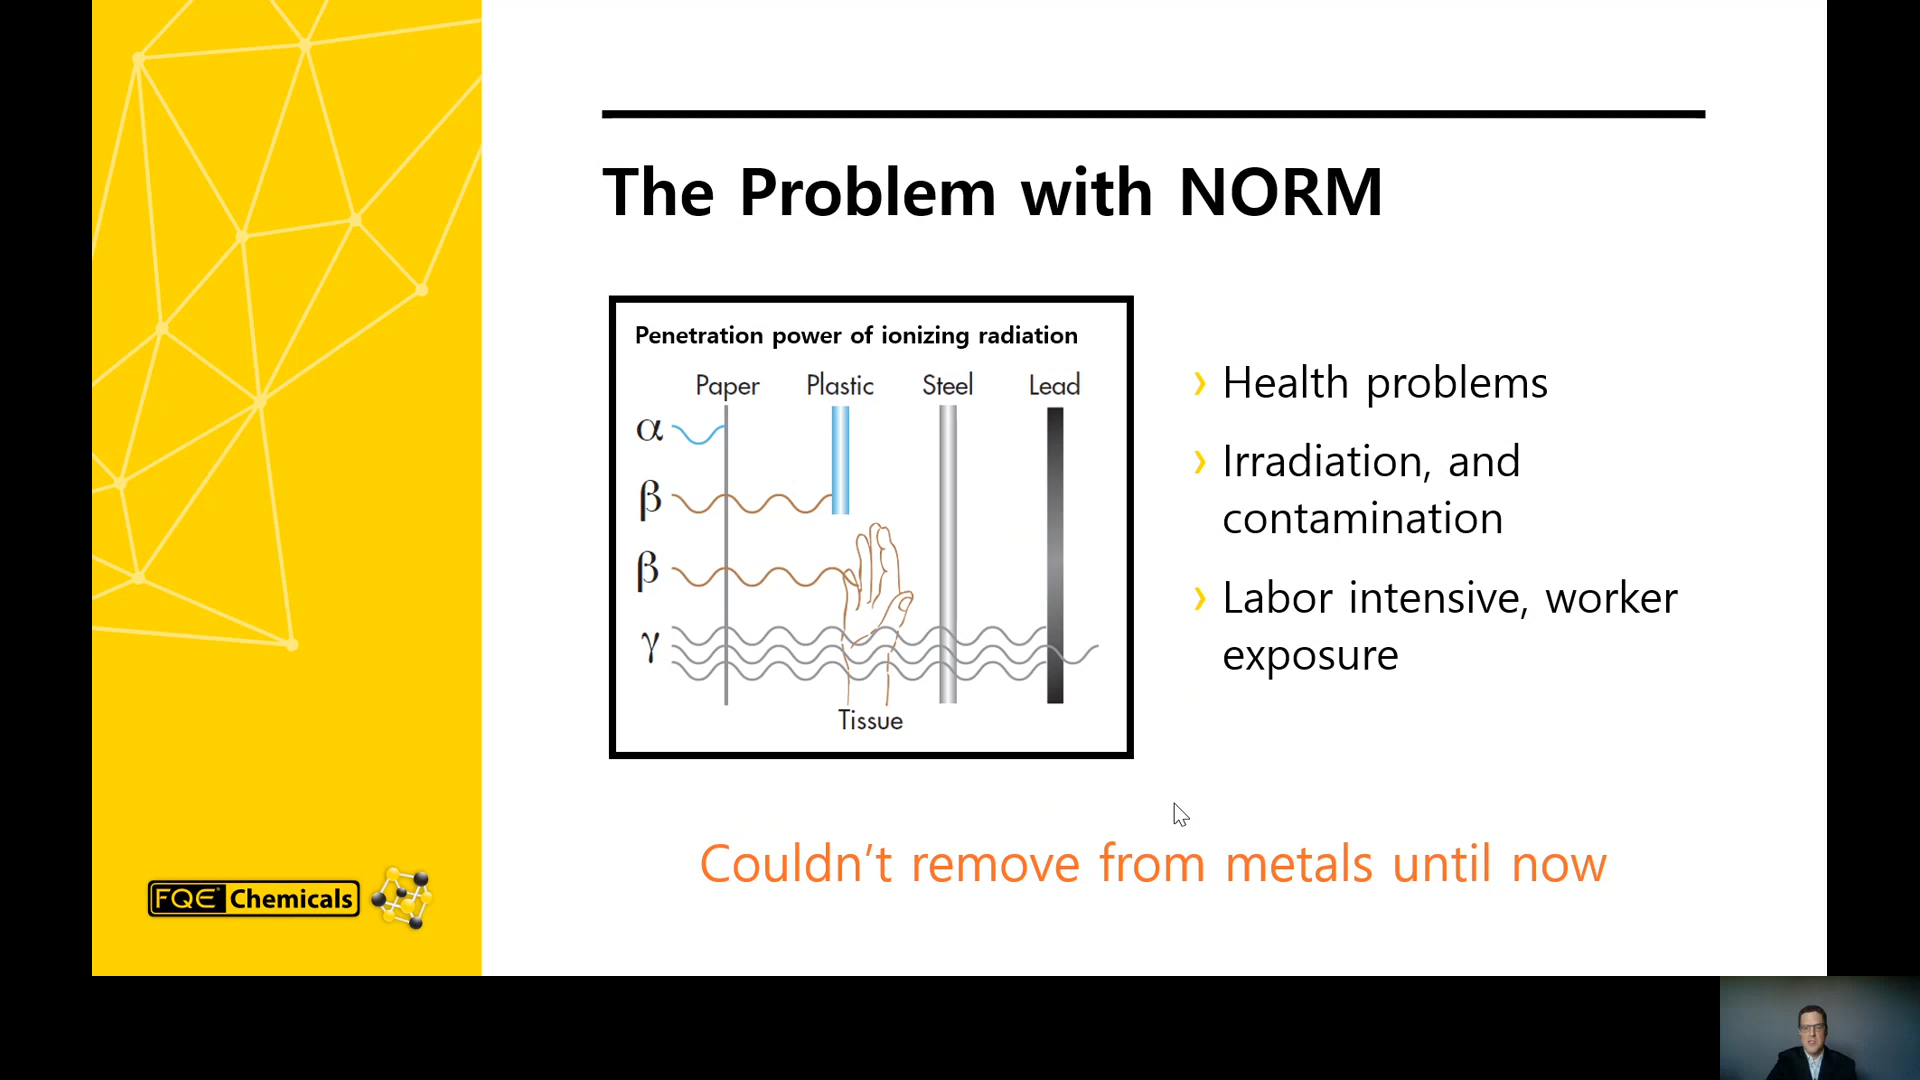 The Problem with NORM
Penetration power of ionizing radiation
Paper Plastic Steel Lead
α
β
β
γ
Tissue
› Health problems
› Irradiation, and
contamination
› Labor intensive, worker
exposure
Couldn’t remove from metals until now
FQE® Chemicals